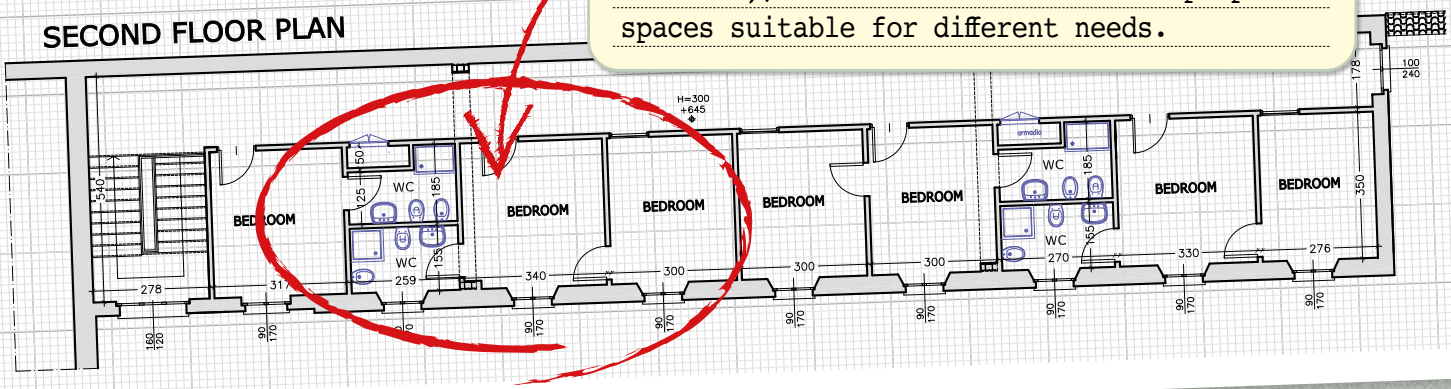 spaces suitable for different needs.
SECOND FLOOR PLAN
100
240
178
H=300
+645
540
BEDROOM
50
125
WC
185
WC
155
BEDROOM
BEDROOM
BEDROOM
BEDROOM
armadio
WC
185
WC
155
BEDROOM
BEDROOM
350
278
317
259
340
300
300
300
270
330
276
160
120
90
170
90
170
90
170
90
170
90
170
90
170
90
170
90
170